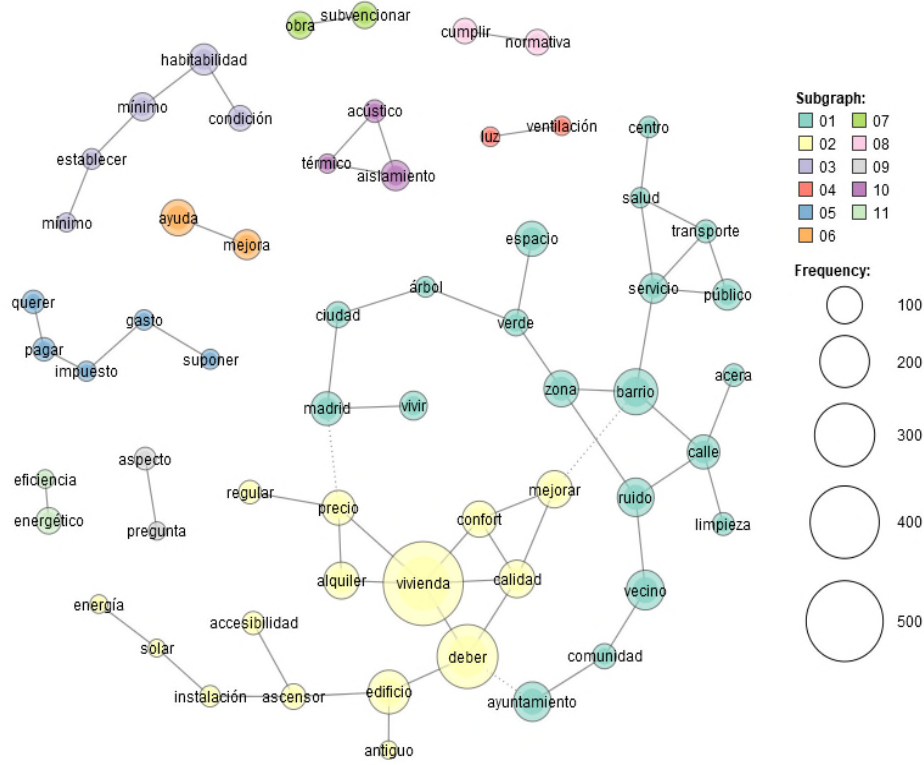 obra
subvencionar
cumplir
normativa
habitabilidad
mínimo
condición
establecer
mínimo
acústico
térmico
aislamiento
luz
ventilación
ayuda
mejora
centro
salud
transporte
servicio
público
espacio
árbol
ciudad
verde
querer
gasto
pagar
impuesto
suponer
madrid
vivir
zona
barrio
acera
calle
aspecto
pregunta
eficiencia
energético
regular
precio
confort
mejorar
ruido
limpieza
alquiler
vivienda
calidad
vecino
energía
accesibilidad
solar
deber
comunidad
instalación
ascensor
edificio
ayuntamiento
antiguo
Subgraph:
01 07
02 08
03 09
04 10
05 11
06
Frequency:
100
200
300
400
500